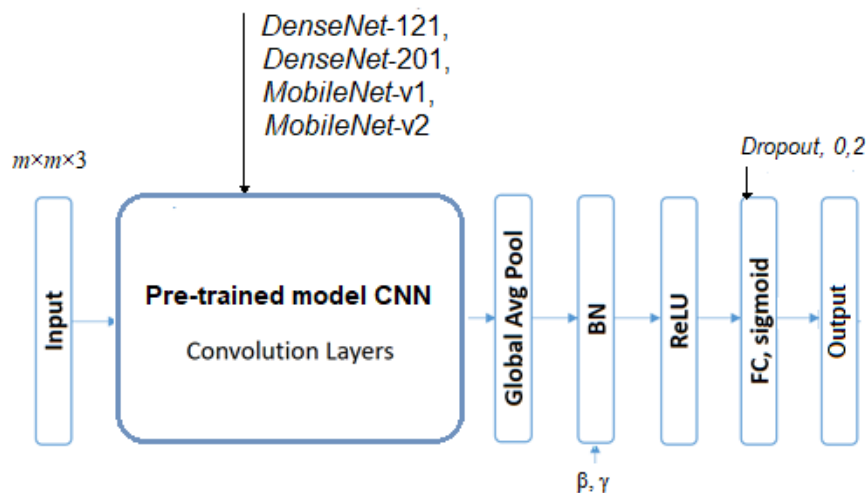 DenseNet-121,
DenseNet-201,
MobileNet-v1,
MobileNet-v2
m×m×3
Dropout, 0,2
Input
Pre-trained model CNN
Convolution Layers
Global Avg Pool
BN
ReLU
FC, sigmoid
Output
β, γ